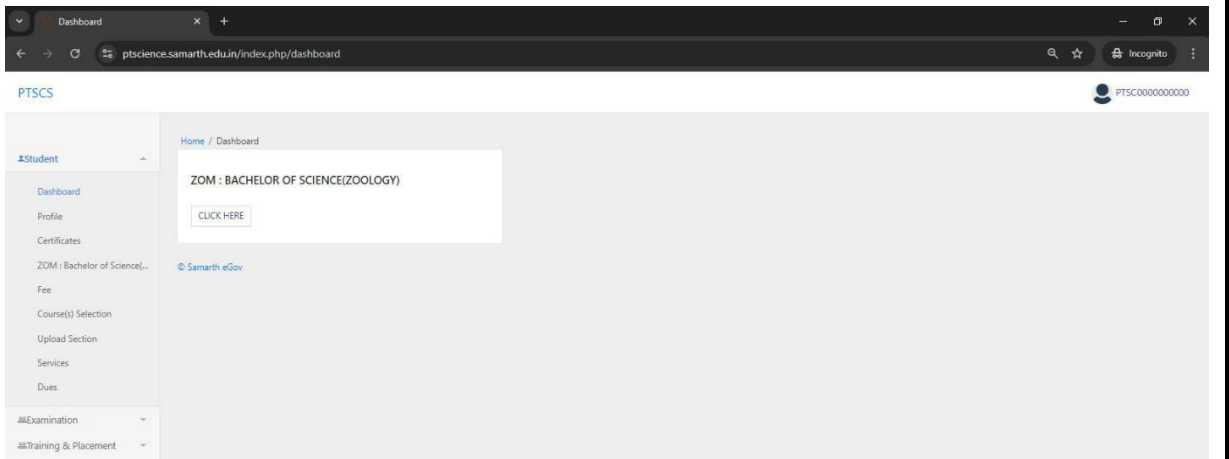 Dashboard
ptscience.samarth.edu.in/index.php/dashboard
Incognito
PTSCS
PTSC0000000000
Home / Dashboard
Student
ZOM : BACHELOR OF SCIENCE(ZOOLOGY)
Dashboard
Profile
CLICK HERE
Certificates
ZOM : Bachelor of Science(...
© Samarth eGov
Fee
Course(s) Selection
Upload Section
Services
Dues
Examination
Training & Placement